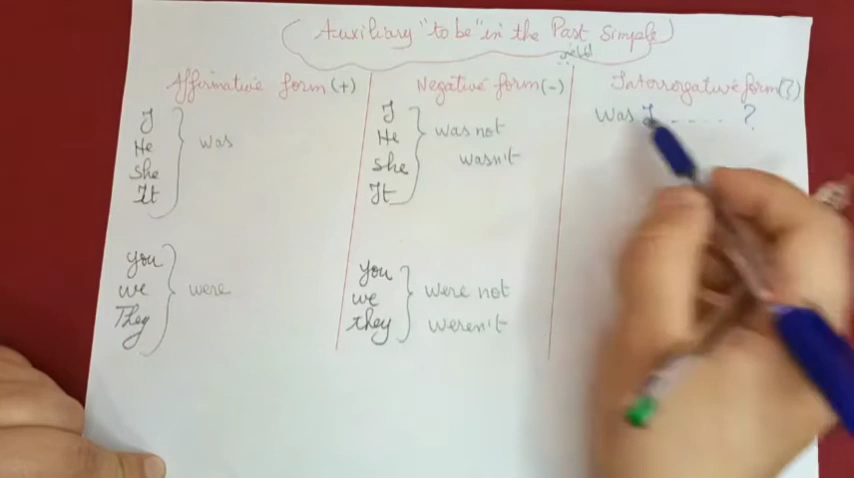 Auxiliary "to be" in the Past Simple
Affirmative form (+)
I
He
She
It
was
you
we
They
were
Negative form (-)
I
He
She
It
was not
wasn't
you
we
they
were not
weren't
Interrogative form (?)
Was I .... ?